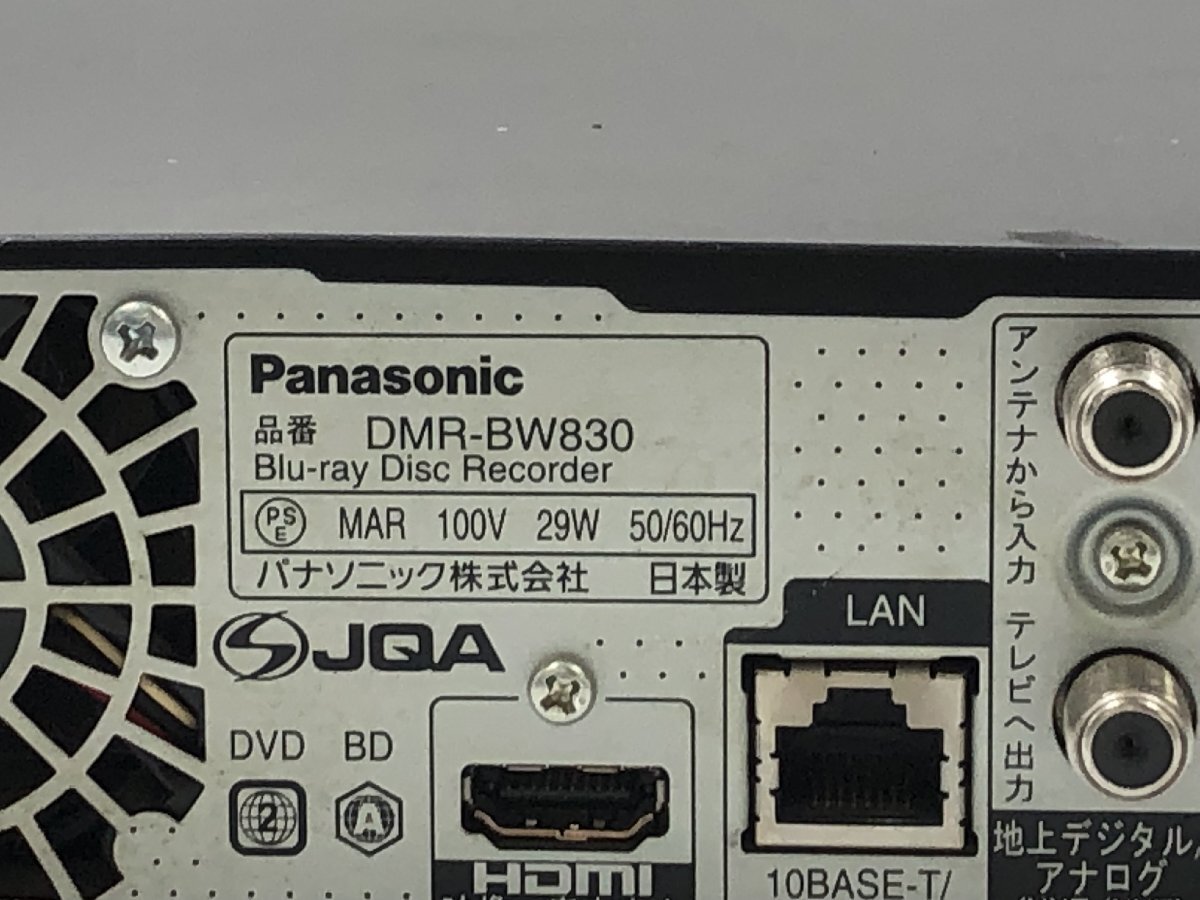 Panasonic
品番 DMR-BW830
Blu-ray Disc Recorder
PSE MAR 100V 29W 50/60Hz
パナソニック株式会社 日本製
JQA
DVD BD
2 A
HDMI
LAN
10BASE-T/
アンテナから入力
テレビへ出力
地上デジタル/
アナログ